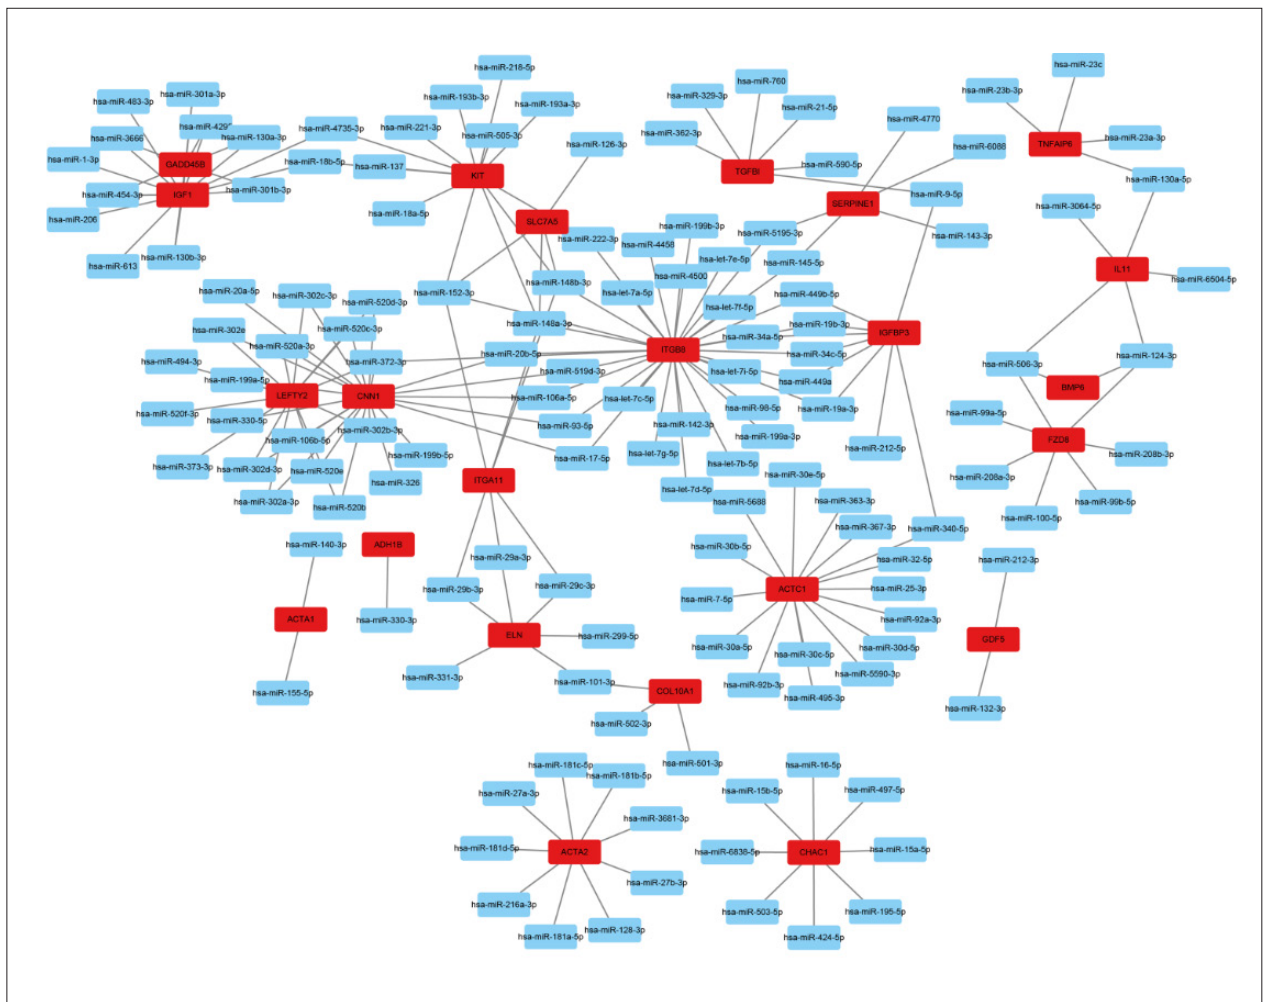 hsa-miR-23c
hsa-miR-218-5p
hsa-miR-760
hsa-miR-23b-3p
hsa-miR-301a-3p
hsa-miR-483-3p
hsa-miR-193b-3p
hsa-miR-329-3p
hsa-miR-193a-3p
hsa-miR-21-5p
hsa-miR-4770
hsa-miR-429
hsa-miR-4735-3p
hsa-miR-221-3p
hsa-miR-3666
hsa-miR-130a-3p
hsa-miR-505-3p
hsa-miR-362-3p
hsa-miR-23a-3p
hsa-miR-126-3p
TNFAIP6
hsa-miR-6088
hsa-miR-1-3p
GADD45B
hsa-miR-18b-5p
hsa-miR-137
hsa-miR-590-5p
TGFBI
KIT
hsa-miR-130a-5p
hsa-miR-454-3p
IGF1
hsa-miR-301b-3p
hsa-miR-9-5p
hsa-miR-3064-5p
SERPINE1
hsa-miR-206
hsa-miR-18a-5p
SLC7A5
hsa-miR-199b-3p
hsa-miR-5195-3p
hsa-miR-143-3p
hsa-miR-222-3p
hsa-miR-4458
hsa-miR-130b-3p
hsa-let-7e-5p
hsa-miR-145-5p
hsa-miR-613
IL11
hsa-miR-4500
hsa-miR-6504-5p
hsa-miR-148b-3p
hsa-miR-20a-5p
hsa-miR-302c-3p
hsa-miR-152-3p
hsa-let-7a-5p
hsa-miR-449b-5p
hsa-miR-520d-3p
hsa-let-7f-5p
hsa-miR-148a-3p
hsa-miR-19b-3p
hsa-miR-302e
hsa-miR-520c-3p
IGFBP3
hsa-miR-34a-5p
hsa-miR-520a-3p
ITGB8
hsa-miR-20b-5p
hsa-miR-34c-5p
hsa-miR-124-3p
hsa-miR-494-3p
hsa-miR-372-3p
hsa-miR-506-3p
hsa-miR-519d-3p
hsa-let-7i-5p
hsa-miR-199a-5p
hsa-miR-449a
BMP6
LEFTY2
CNN1
hsa-miR-106a-5p
hsa-let-7c-5p
hsa-miR-98-5p
hsa-miR-19a-3p
hsa-miR-520f-3p
hsa-miR-330-5p
hsa-miR-99a-5p
hsa-miR-93-5p
hsa-miR-142-3p
hsa-miR-302b-3p
hsa-miR-199a-3p
hsa-miR-106b-5p
FZD8
hsa-miR-212-5p
hsa-let-7g-5p
hsa-miR-208b-3p
hsa-miR-199b-5p
hsa-miR-17-5p
hsa-let-7b-5p
hsa-miR-373-3p
hsa-miR-302d-3p
hsa-miR-520e
hsa-miR-30e-5p
hsa-miR-208a-3p
ITGA11
hsa-miR-326
hsa-let-7d-5p
hsa-miR-302a-3p
hsa-miR-520b
hsa-miR-5688
hsa-miR-363-3p
hsa-miR-99b-5p
hsa-miR-100-5p
hsa-miR-367-3p
hsa-miR-340-5p
hsa-miR-140-3p
ADH1B
hsa-miR-30b-5p
hsa-miR-29a-3p
hsa-miR-32-5p
hsa-miR-212-3p
hsa-miR-29b-3p
hsa-miR-29c-3p
ACTC1
hsa-miR-25-3p
hsa-miR-7-5p
ACTA1
hsa-miR-330-3p
hsa-miR-92a-3p
ELN
hsa-miR-299-5p
GDF5
hsa-miR-30a-5p
hsa-miR-30d-5p
hsa-miR-30c-5p
hsa-miR-5590-3p
hsa-miR-331-3p
hsa-miR-101-3p
hsa-miR-92b-3p
hsa-miR-155-5p
COL10A1
hsa-miR-495-3p
hsa-miR-132-3p
hsa-miR-502-3p
hsa-miR-501-3p
hsa-miR-181c-5p
hsa-miR-16-5p
hsa-miR-181b-5p
hsa-miR-27a-3p
hsa-miR-15b-5p
hsa-miR-497-5p
hsa-miR-3681-3p
hsa-miR-181d-5p
ACTA2
hsa-miR-6838-5p
CHAC1
hsa-miR-15a-5p
hsa-miR-27b-3p
hsa-miR-216a-3p
hsa-miR-503-5p
hsa-miR-195-5p
hsa-miR-128-3p
hsa-miR-181a-5p
hsa-miR-424-5p